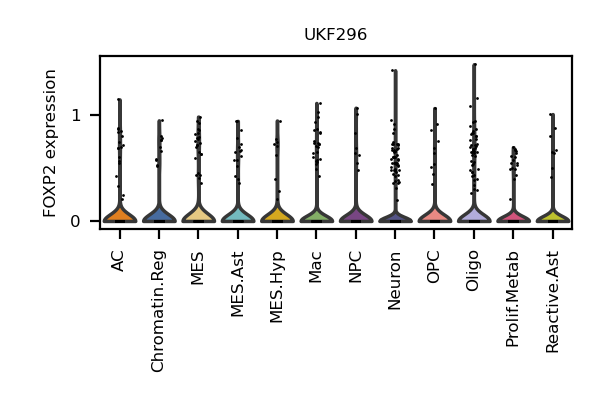 UKF296
FOXP2 expression
1
0
AC
Chromatin.Reg
MES
MES.Ast
MES.Hyp
Mac
NPC
Neuron
OPC
Oligo
Prolif.Metab
Reactive.Ast